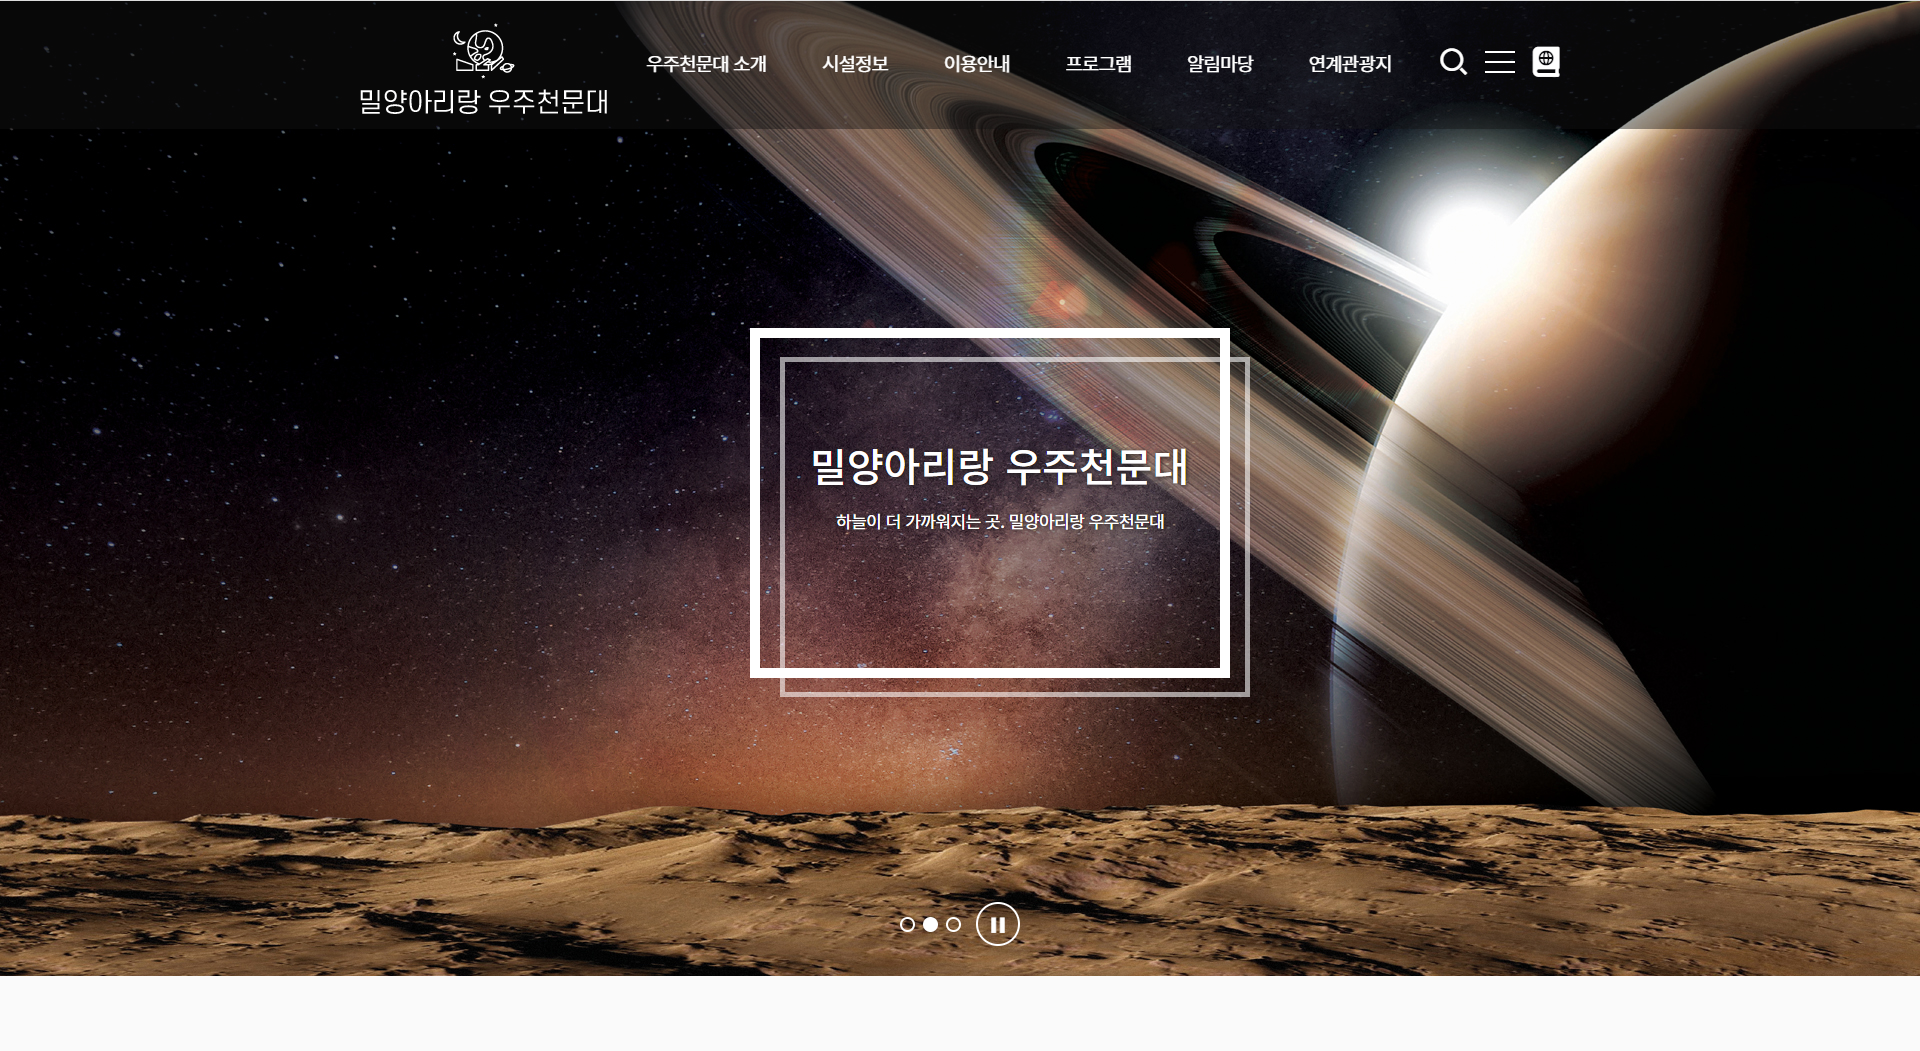 밀양아리랑 우주천문대
우주천문대 소개
시설정보
이용안내
프로그램
알림마당
연계관광지
밀양아리랑 우주천문대
하늘이 더 가까워지는 곳. 밀양아리랑 우주천문대